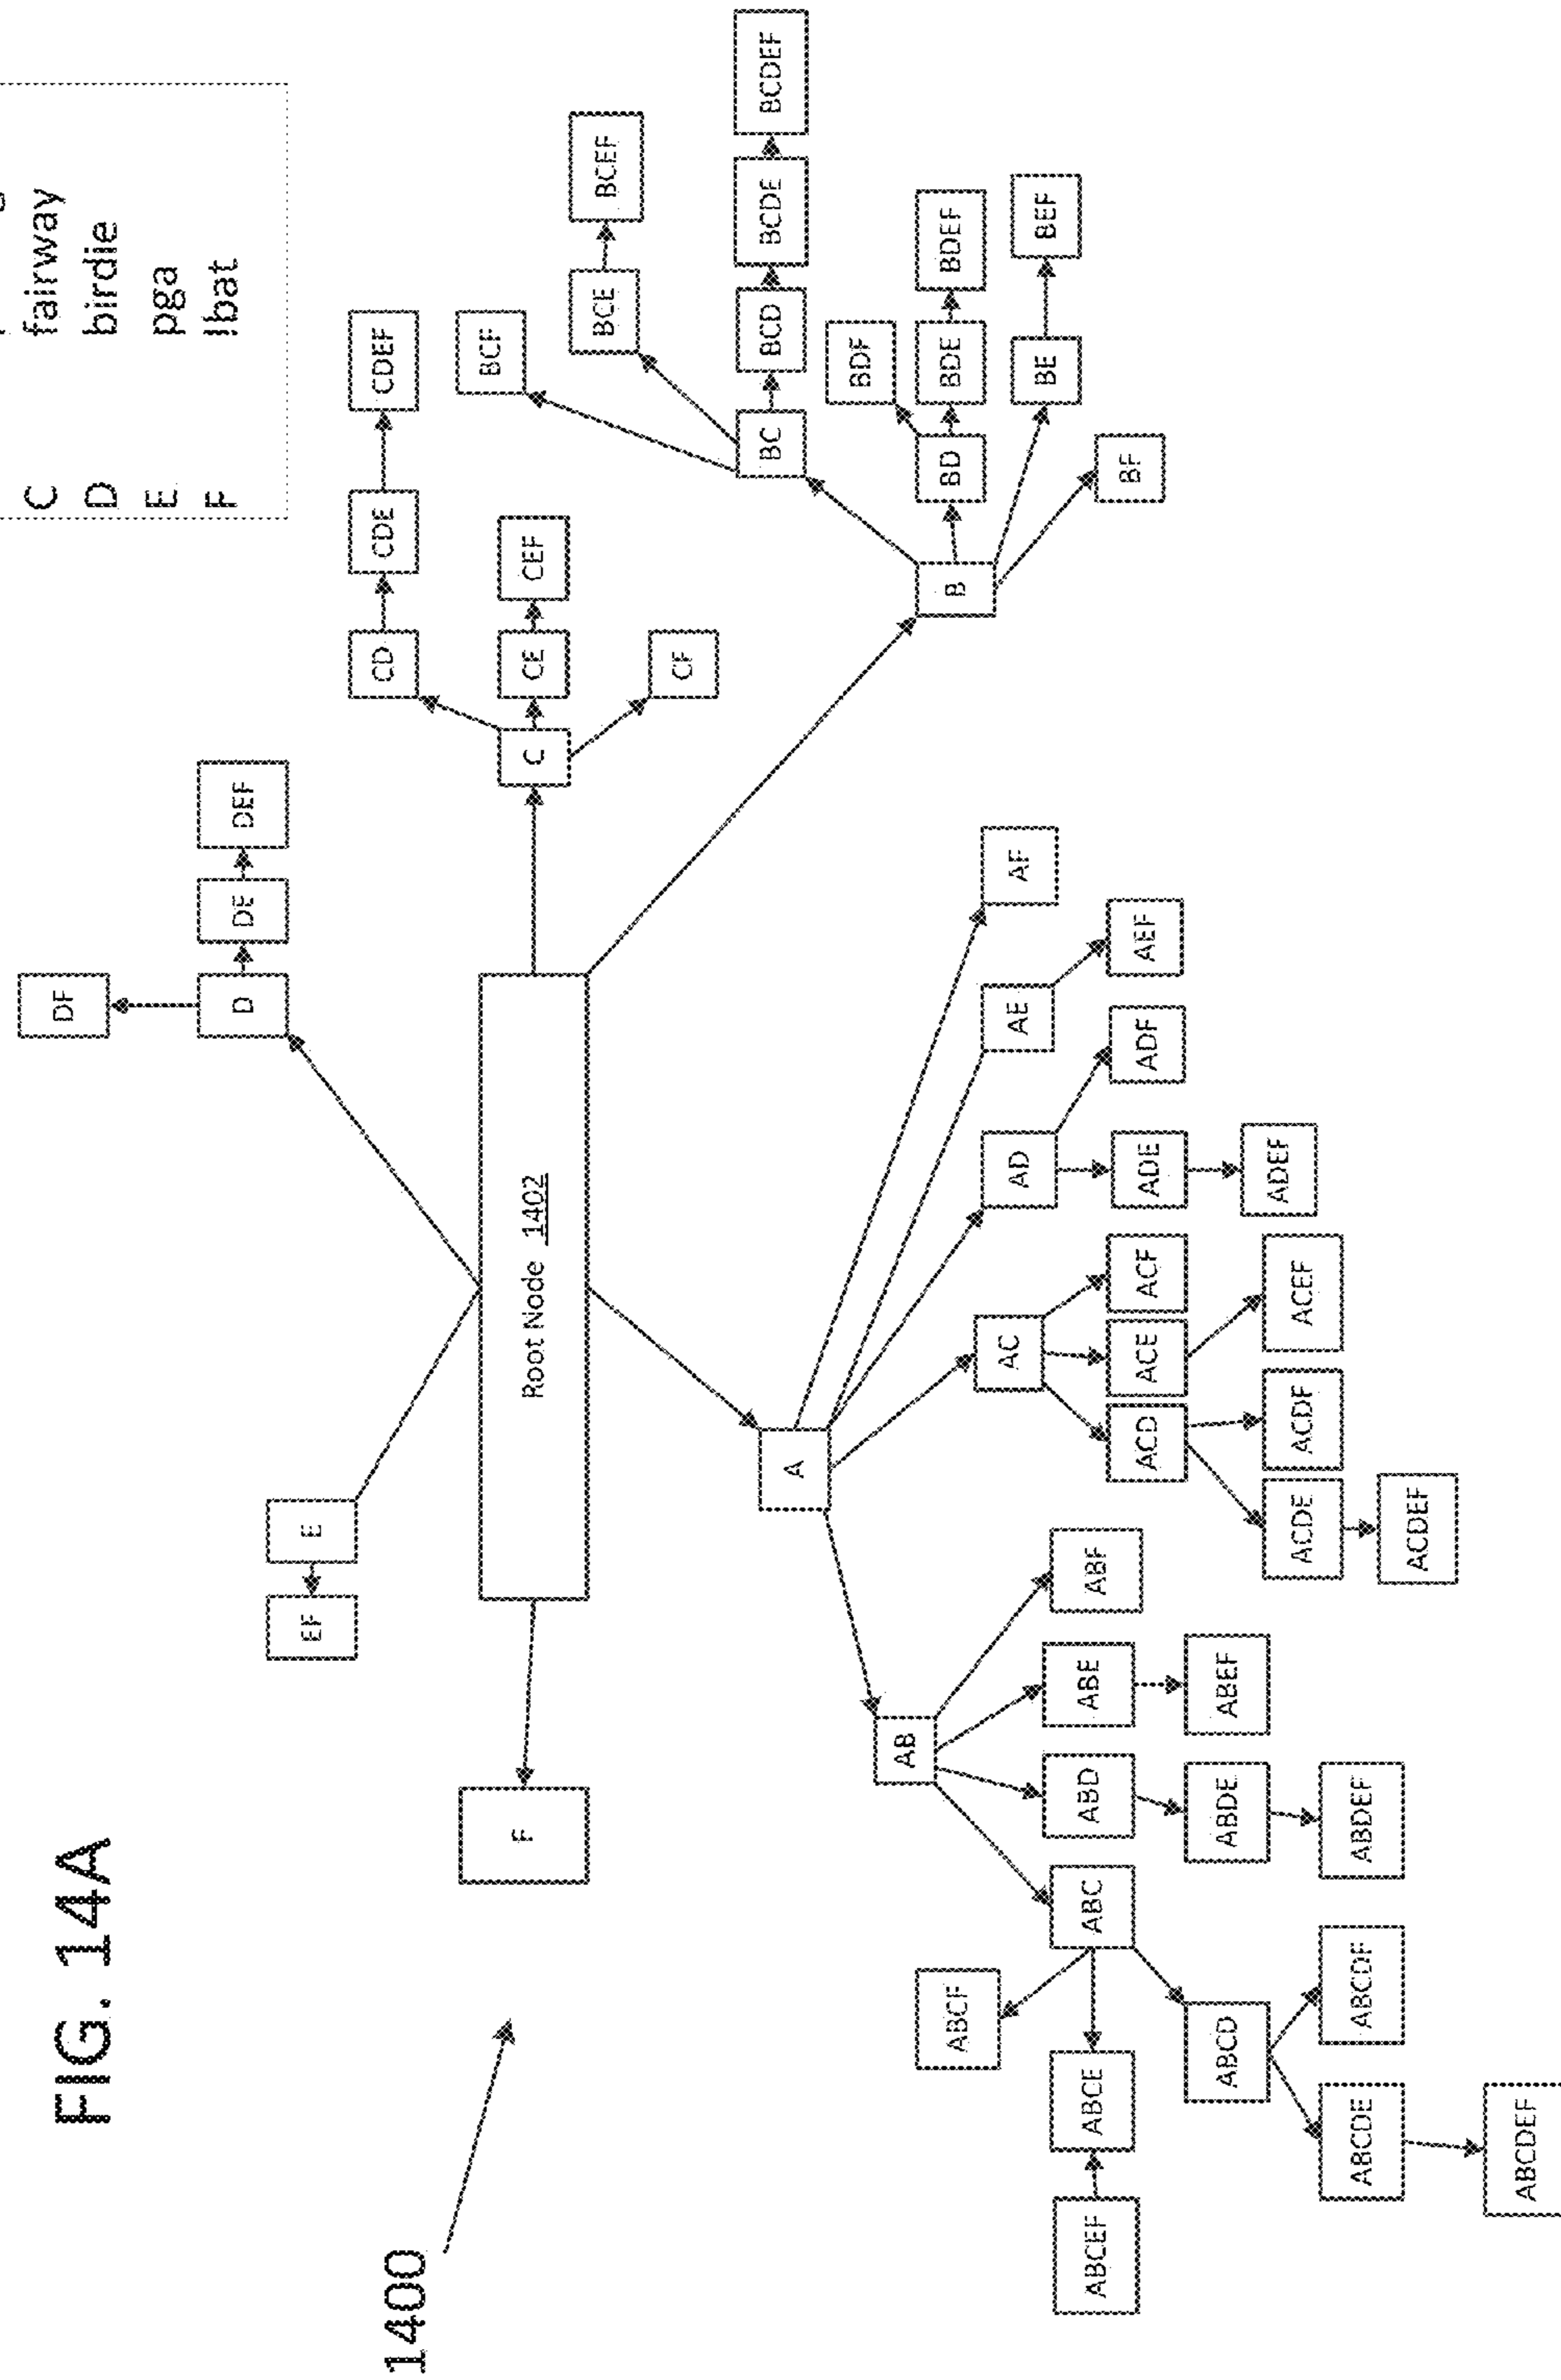 FIG. 14A
1400
C fairway
D birdie
E pga
F lbat
Root Node 1402
F
EF
E
DF
D
DE
DEF
C
CD
CDE
CDEF
CE
CEF
CF
B
BC
BCF
BCE
BCEF
BCD
BCDE
BCDEF
BD
BDF
BDE
BDEF
BE
BEF
BF
A
AB
ABC
ABCF
ABCE
ABCEF
ABCD
ABCDE
ABCDF
ABCDEF
ABD
ABDE
ABDEF
ABE
ABEF
ABF
AC
ACD
ACDE
ACDEF
ACDF
ACE
ACEF
ACF
AD
ADE
ADEF
ADF
AE
AEF
AF